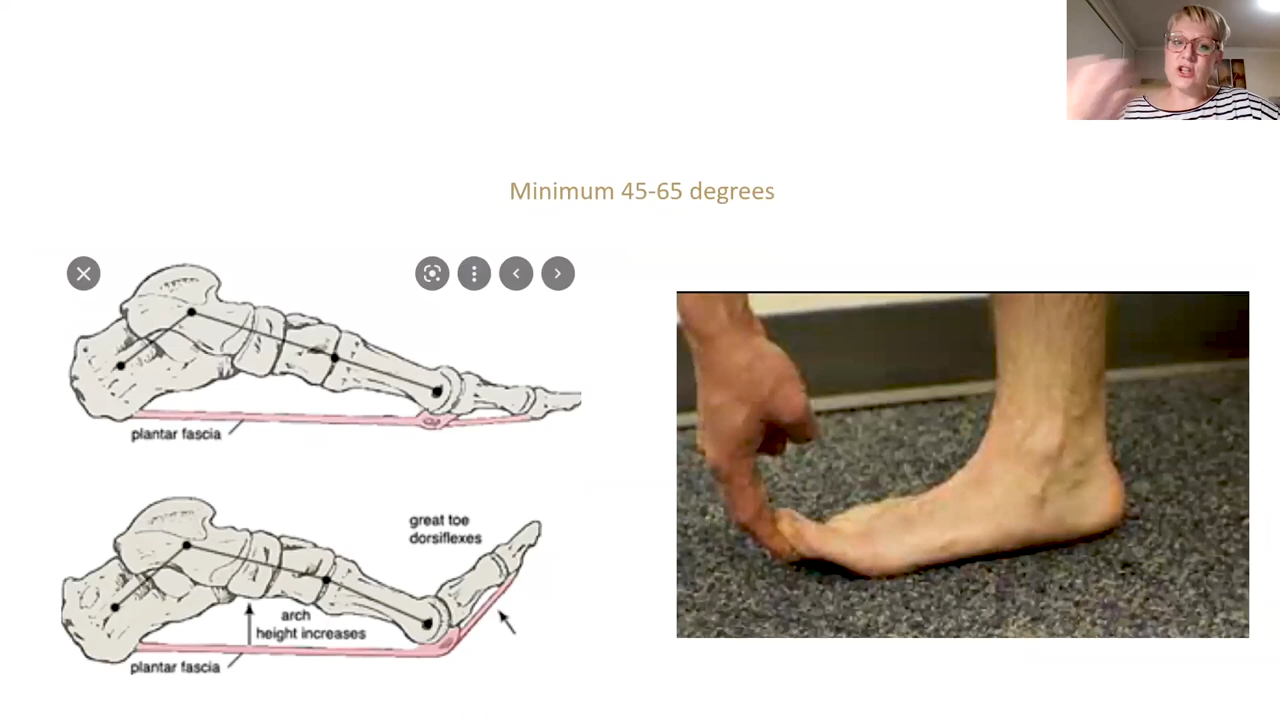 Minimum 45-65 degrees
plantar fascia
great toe
dorsiflexes
arch
height increases
plantar fascia